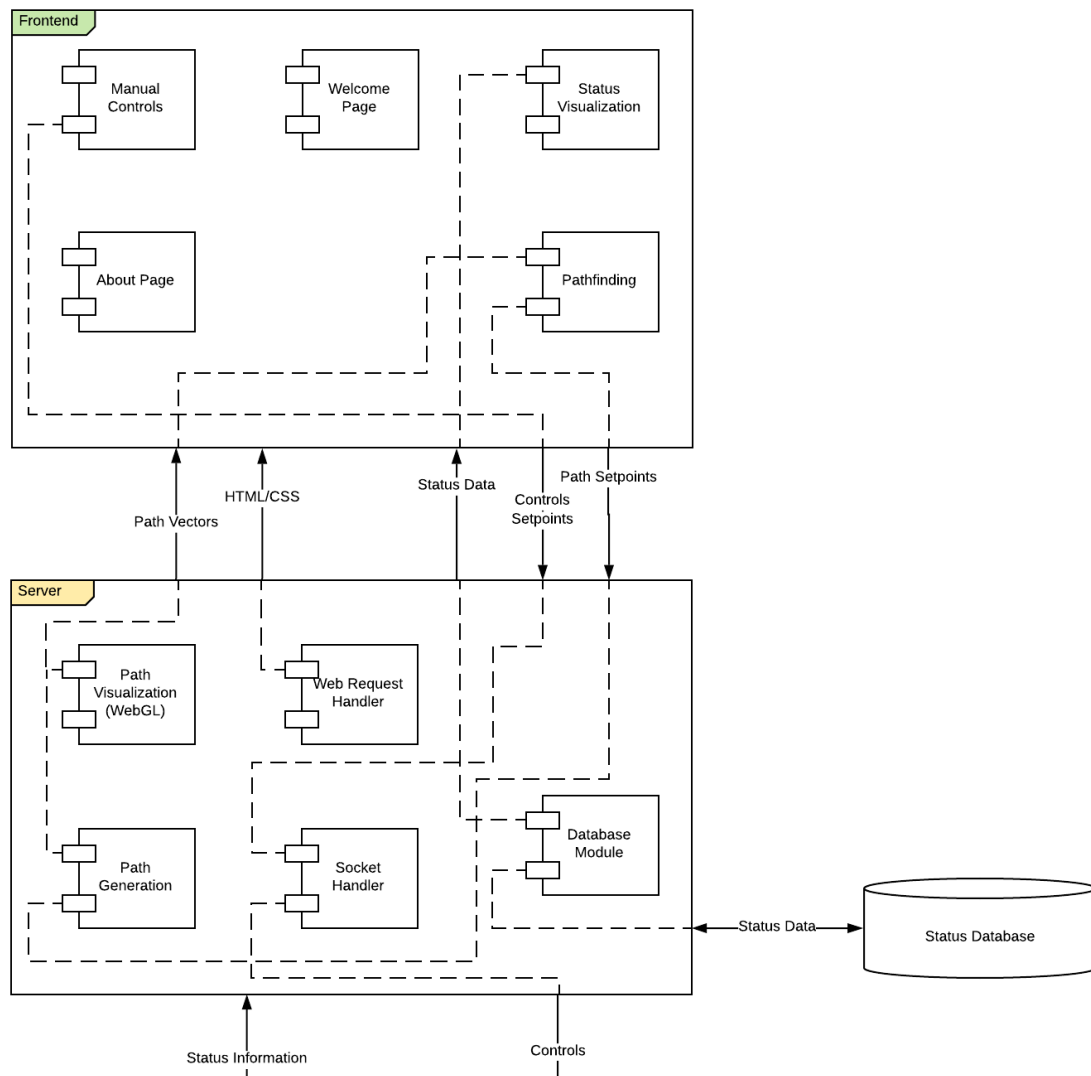 Frontend
Manual
Controls
Welcome
Page
Status
Visualization
About Page
Pathfinding
Path Vectors
HTML/CSS
Status Data
Controls
Setpoints
Path Setpoints
Server
Path
Visualization
(WebGL)
Web Request
Handler
Path
Generation
Socket
Handler
Database
Module
Status Data
Status Database
Status Information
Controls